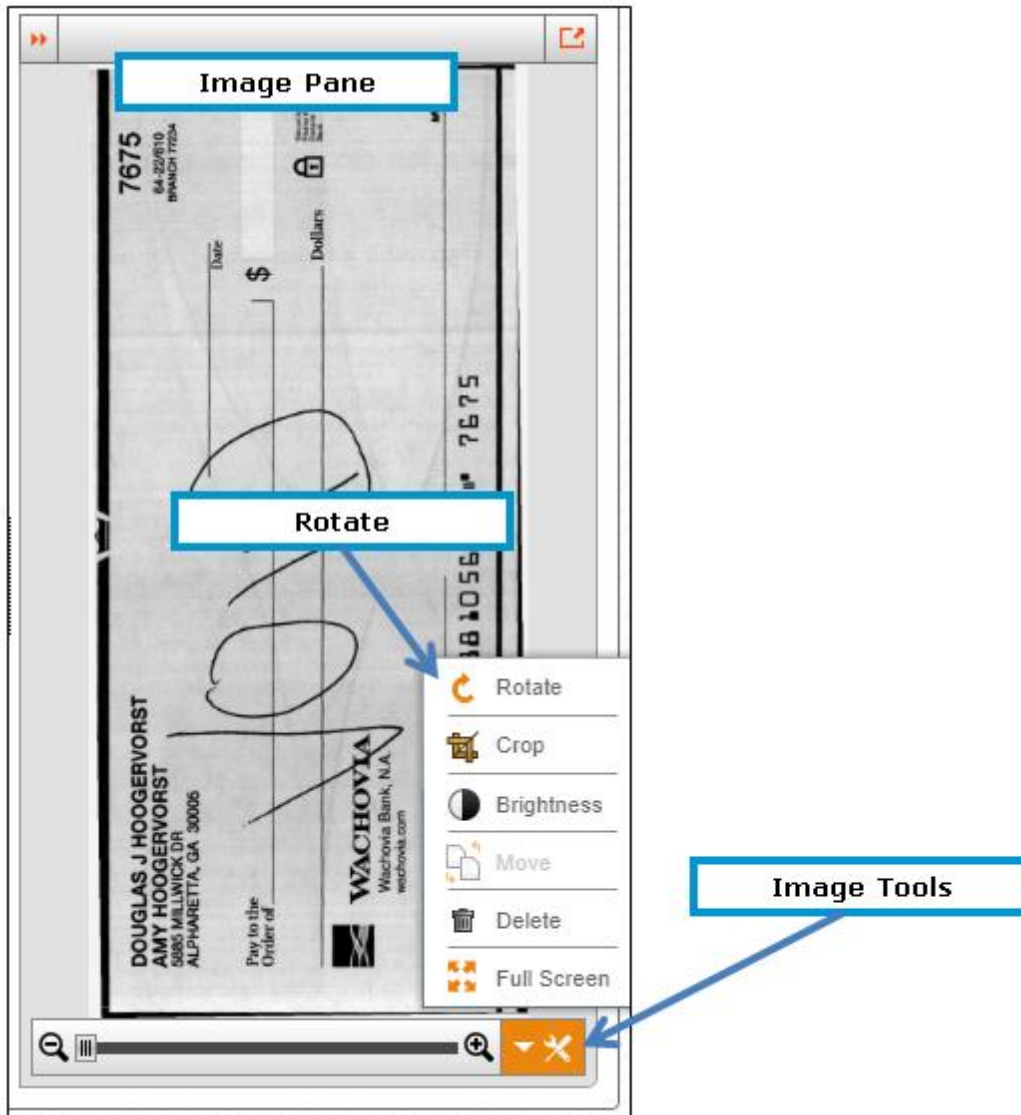 Image Pane
7675
64-22/610
BRANCH 77234
Date
$
Dollars
Rotate
DOUGLAS J HOOGERVORST
AMY HOOGERVORST
5885 MILLWICK DR
ALPHARETTA, GA 30005
Pay to the
Order of
VOID
WACHOVIA
Wachovia Bank, N.A.
wachovia.com
7675
Rotate
Crop
Brightness
Move
Delete
Full Screen
Image Tools